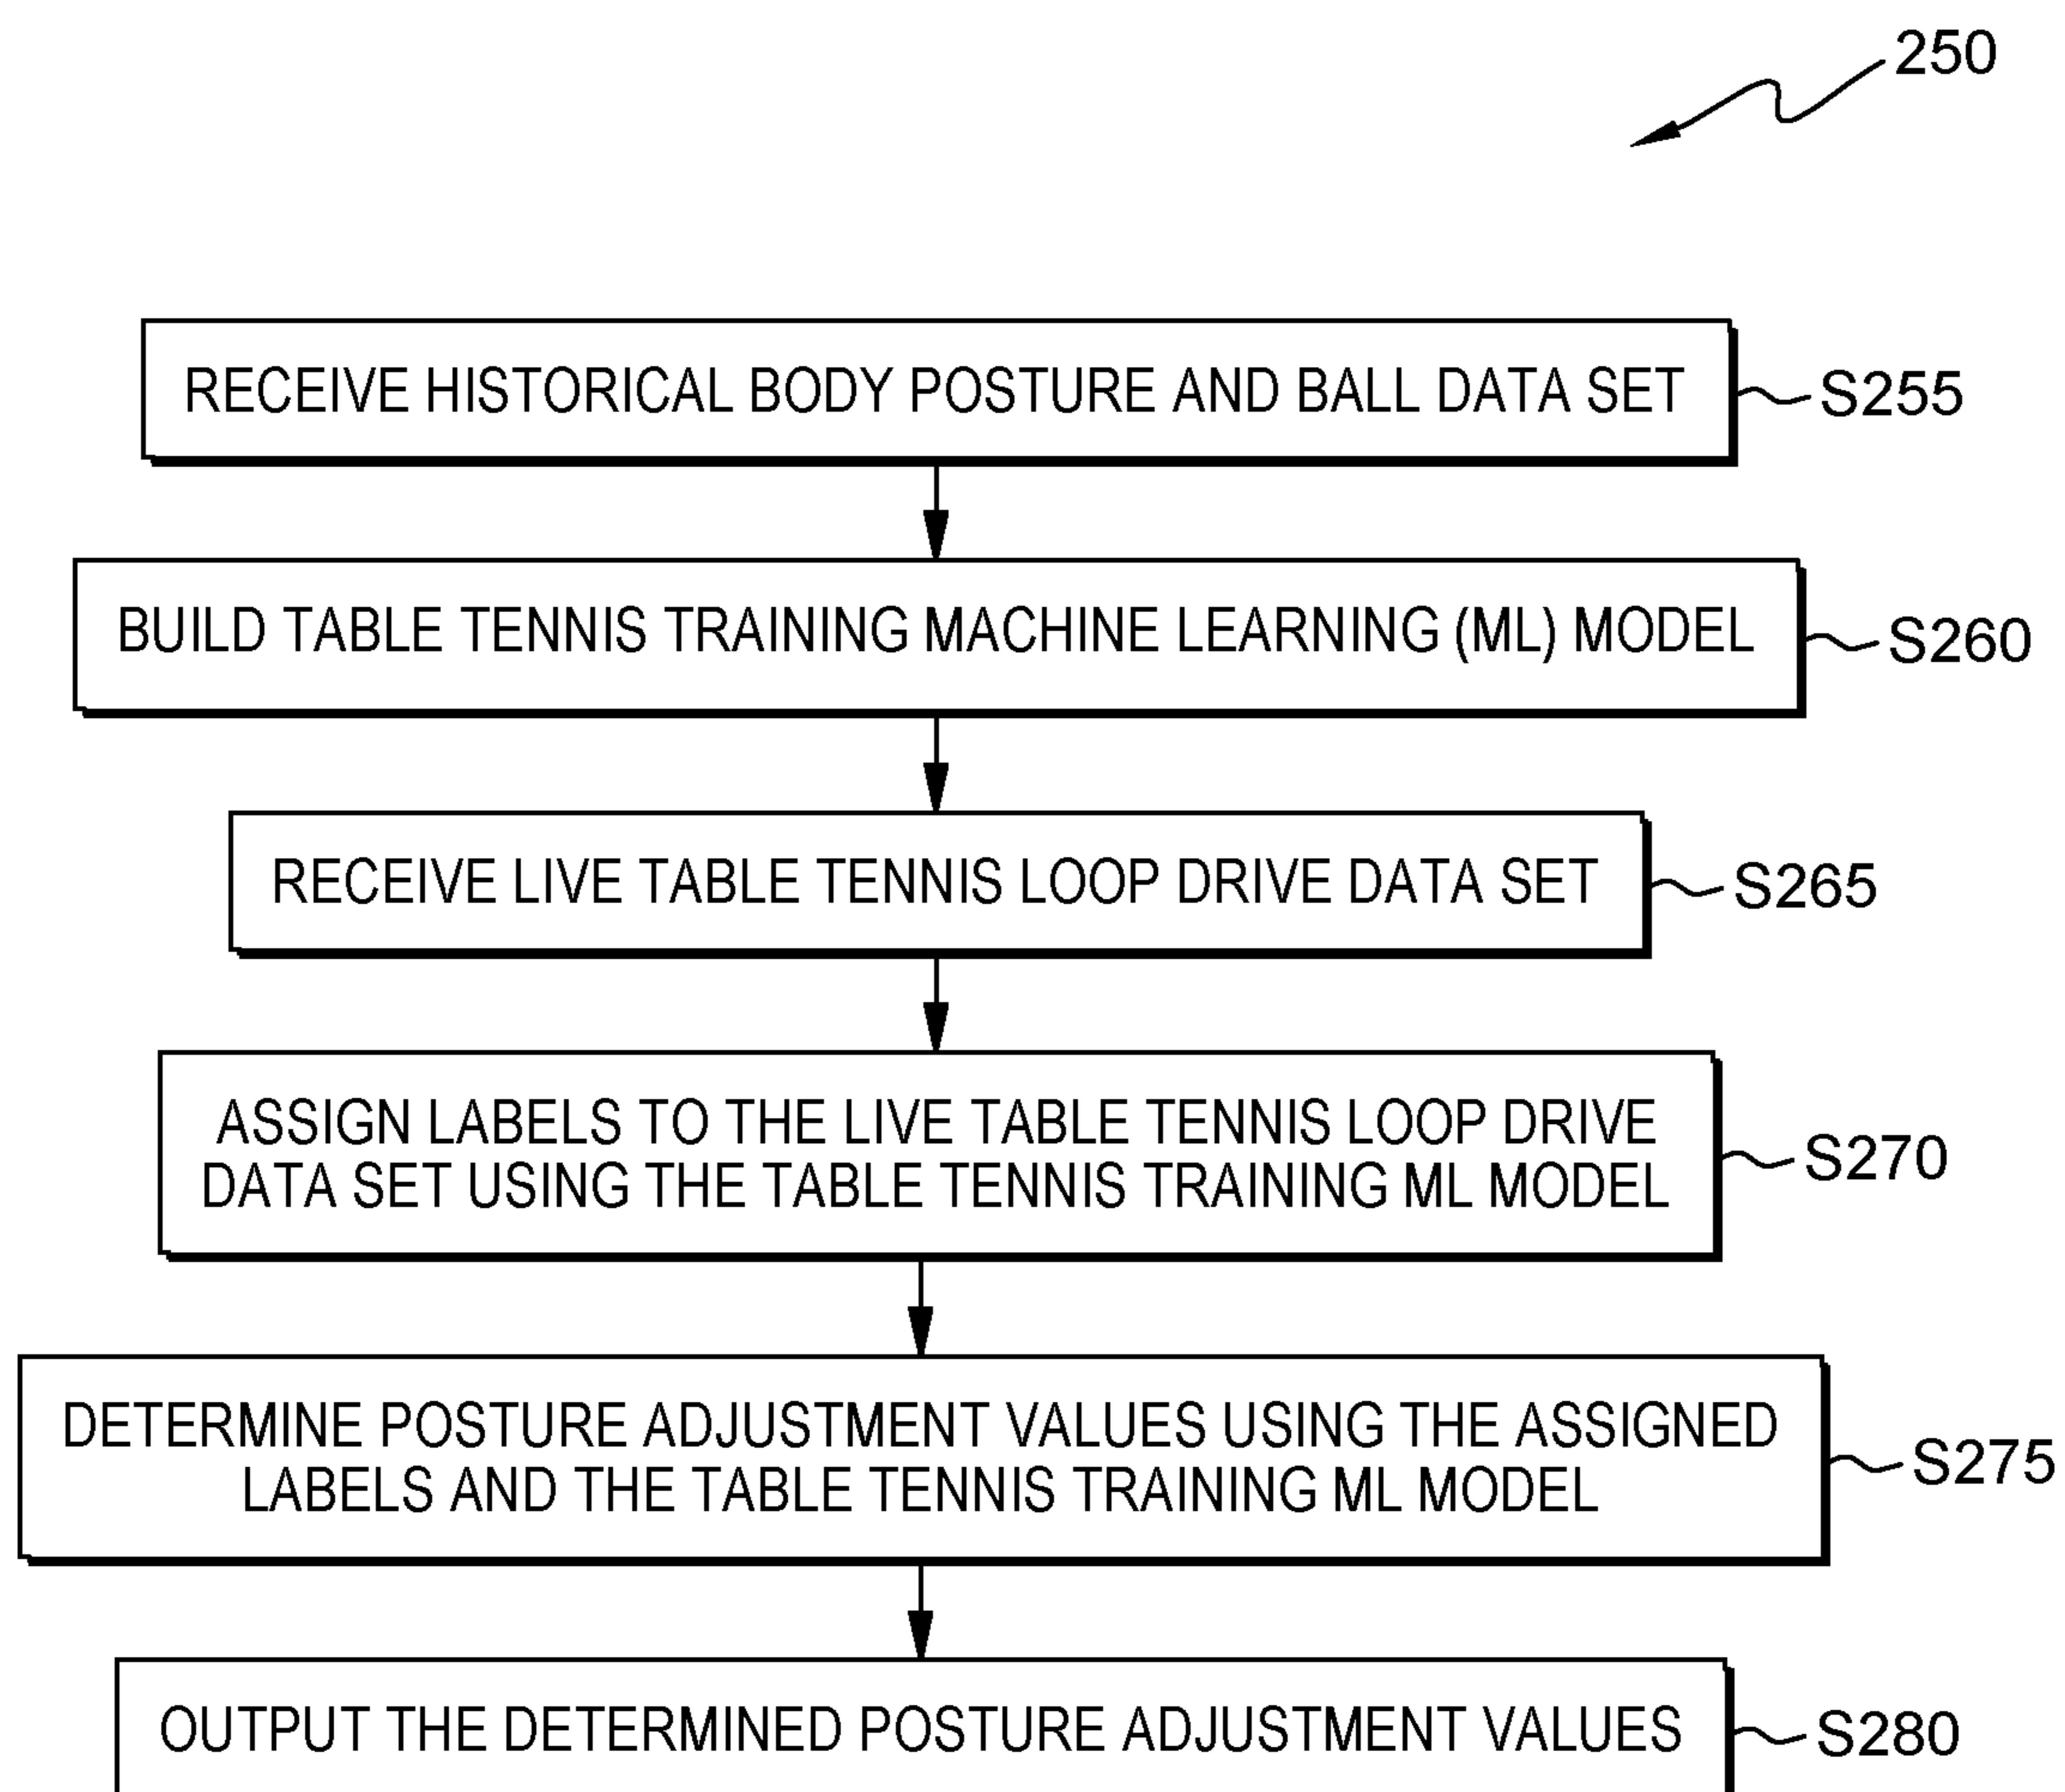 250
RECEIVE HISTORICAL BODY POSTURE AND BALL DATA SET
S255
BUILD TABLE TENNIS TRAINING MACHINE LEARNING (ML) MODEL
S260
RECEIVE LIVE TABLE TENNIS LOOP DRIVE DATA SET
S265
ASSIGN LABELS TO THE LIVE TABLE TENNIS LOOP DRIVE
DATA SET USING THE TABLE TENNIS TRAINING ML MODEL
S270
DETERMINE POSTURE ADJUSTMENT VALUES USING THE ASSIGNED
LABELS AND THE TABLE TENNIS TRAINING ML MODEL
S275
OUTPUT THE DETERMINED POSTURE ADJUSTMENT VALUES
S280